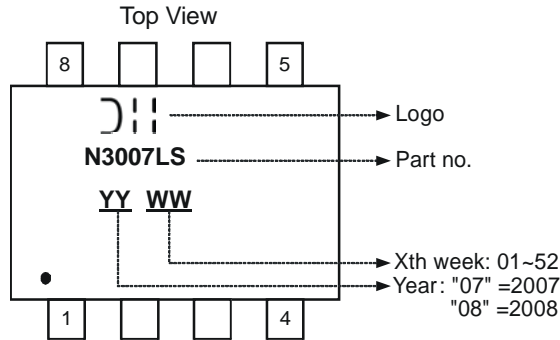 Top View
8 5
Logo
N3007LS
Part no.
YY WW
Xth week: 01~52
Year: "07" =2007
"08" =2008
1 4